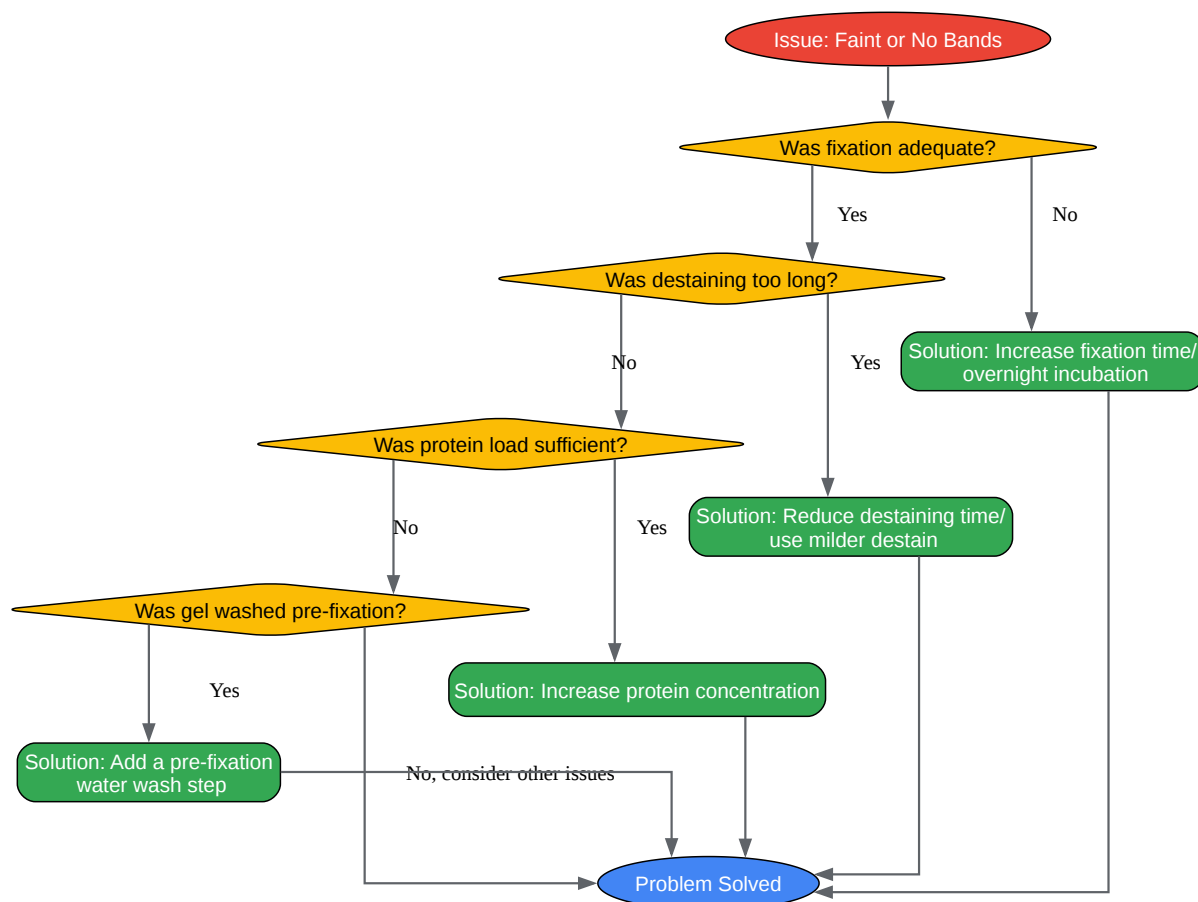 Issue: Faint or No Bands
Was fixation adequate?
Yes
No
Was destaining too long?
Solution: Increase fixation time/
overnight incubation
No
Yes
Was protein load sufficient?
Solution: Reduce destaining time/
use milder destain
No
Yes
Was gel washed pre-fixation?
Solution: Increase protein concentration
Yes
Solution: Add a pre-fixation
water wash step
No, consider other issues
Problem Solved